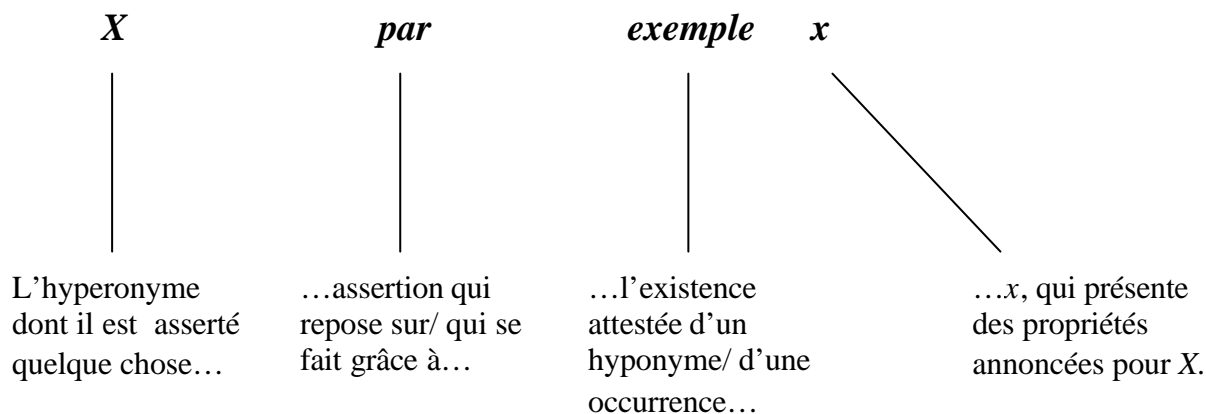 X par exemple x
L’hyperonyme
dont il est asserté
quelque chose…
…assertion qui
repose sur/ qui se
fait grâce à…
…l’existence
attestée d’un
hyponyme/ d’une
occurrence…
…x, qui présente
des propriétés
annoncées pour X.